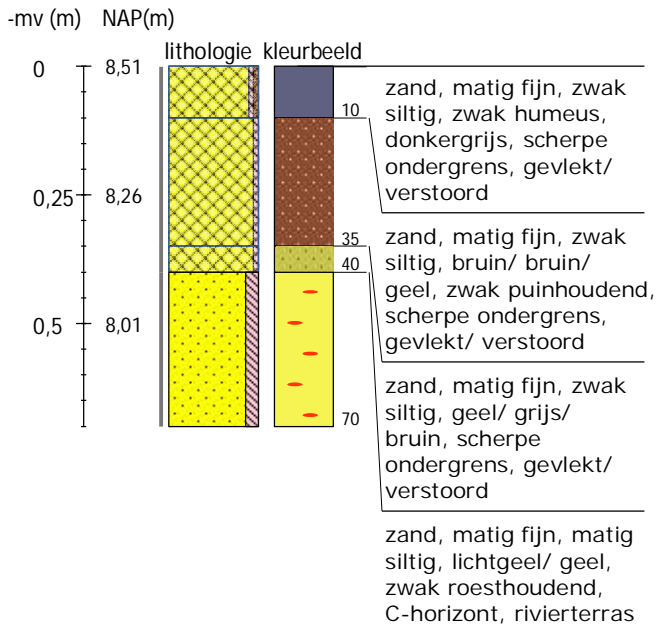 -mv (m) NAP(m)
lithologie kleurbeeld
0 8,51
10
zand, matig fijn, zwak
siltig, zwak humeus,
donkergrijs, scherpe
ondergrens, gevlekt/
verstoord
0,25 8,26
35
40
zand, matig fijn, zwak
siltig, bruin/ bruin/
geel, zwak puinhoudend,
scherpe ondergrens,
gevlekt/ verstoord
0,5 8,01
70
zand, matig fijn, zwak
siltig, geel/ grijs/
bruin, scherpe
ondergrens, gevlekt/
verstoord
zand, matig fijn, matig
siltig, lichtgeel/ geel,
zwak roesthoudend,
C-horizont, rivierterras